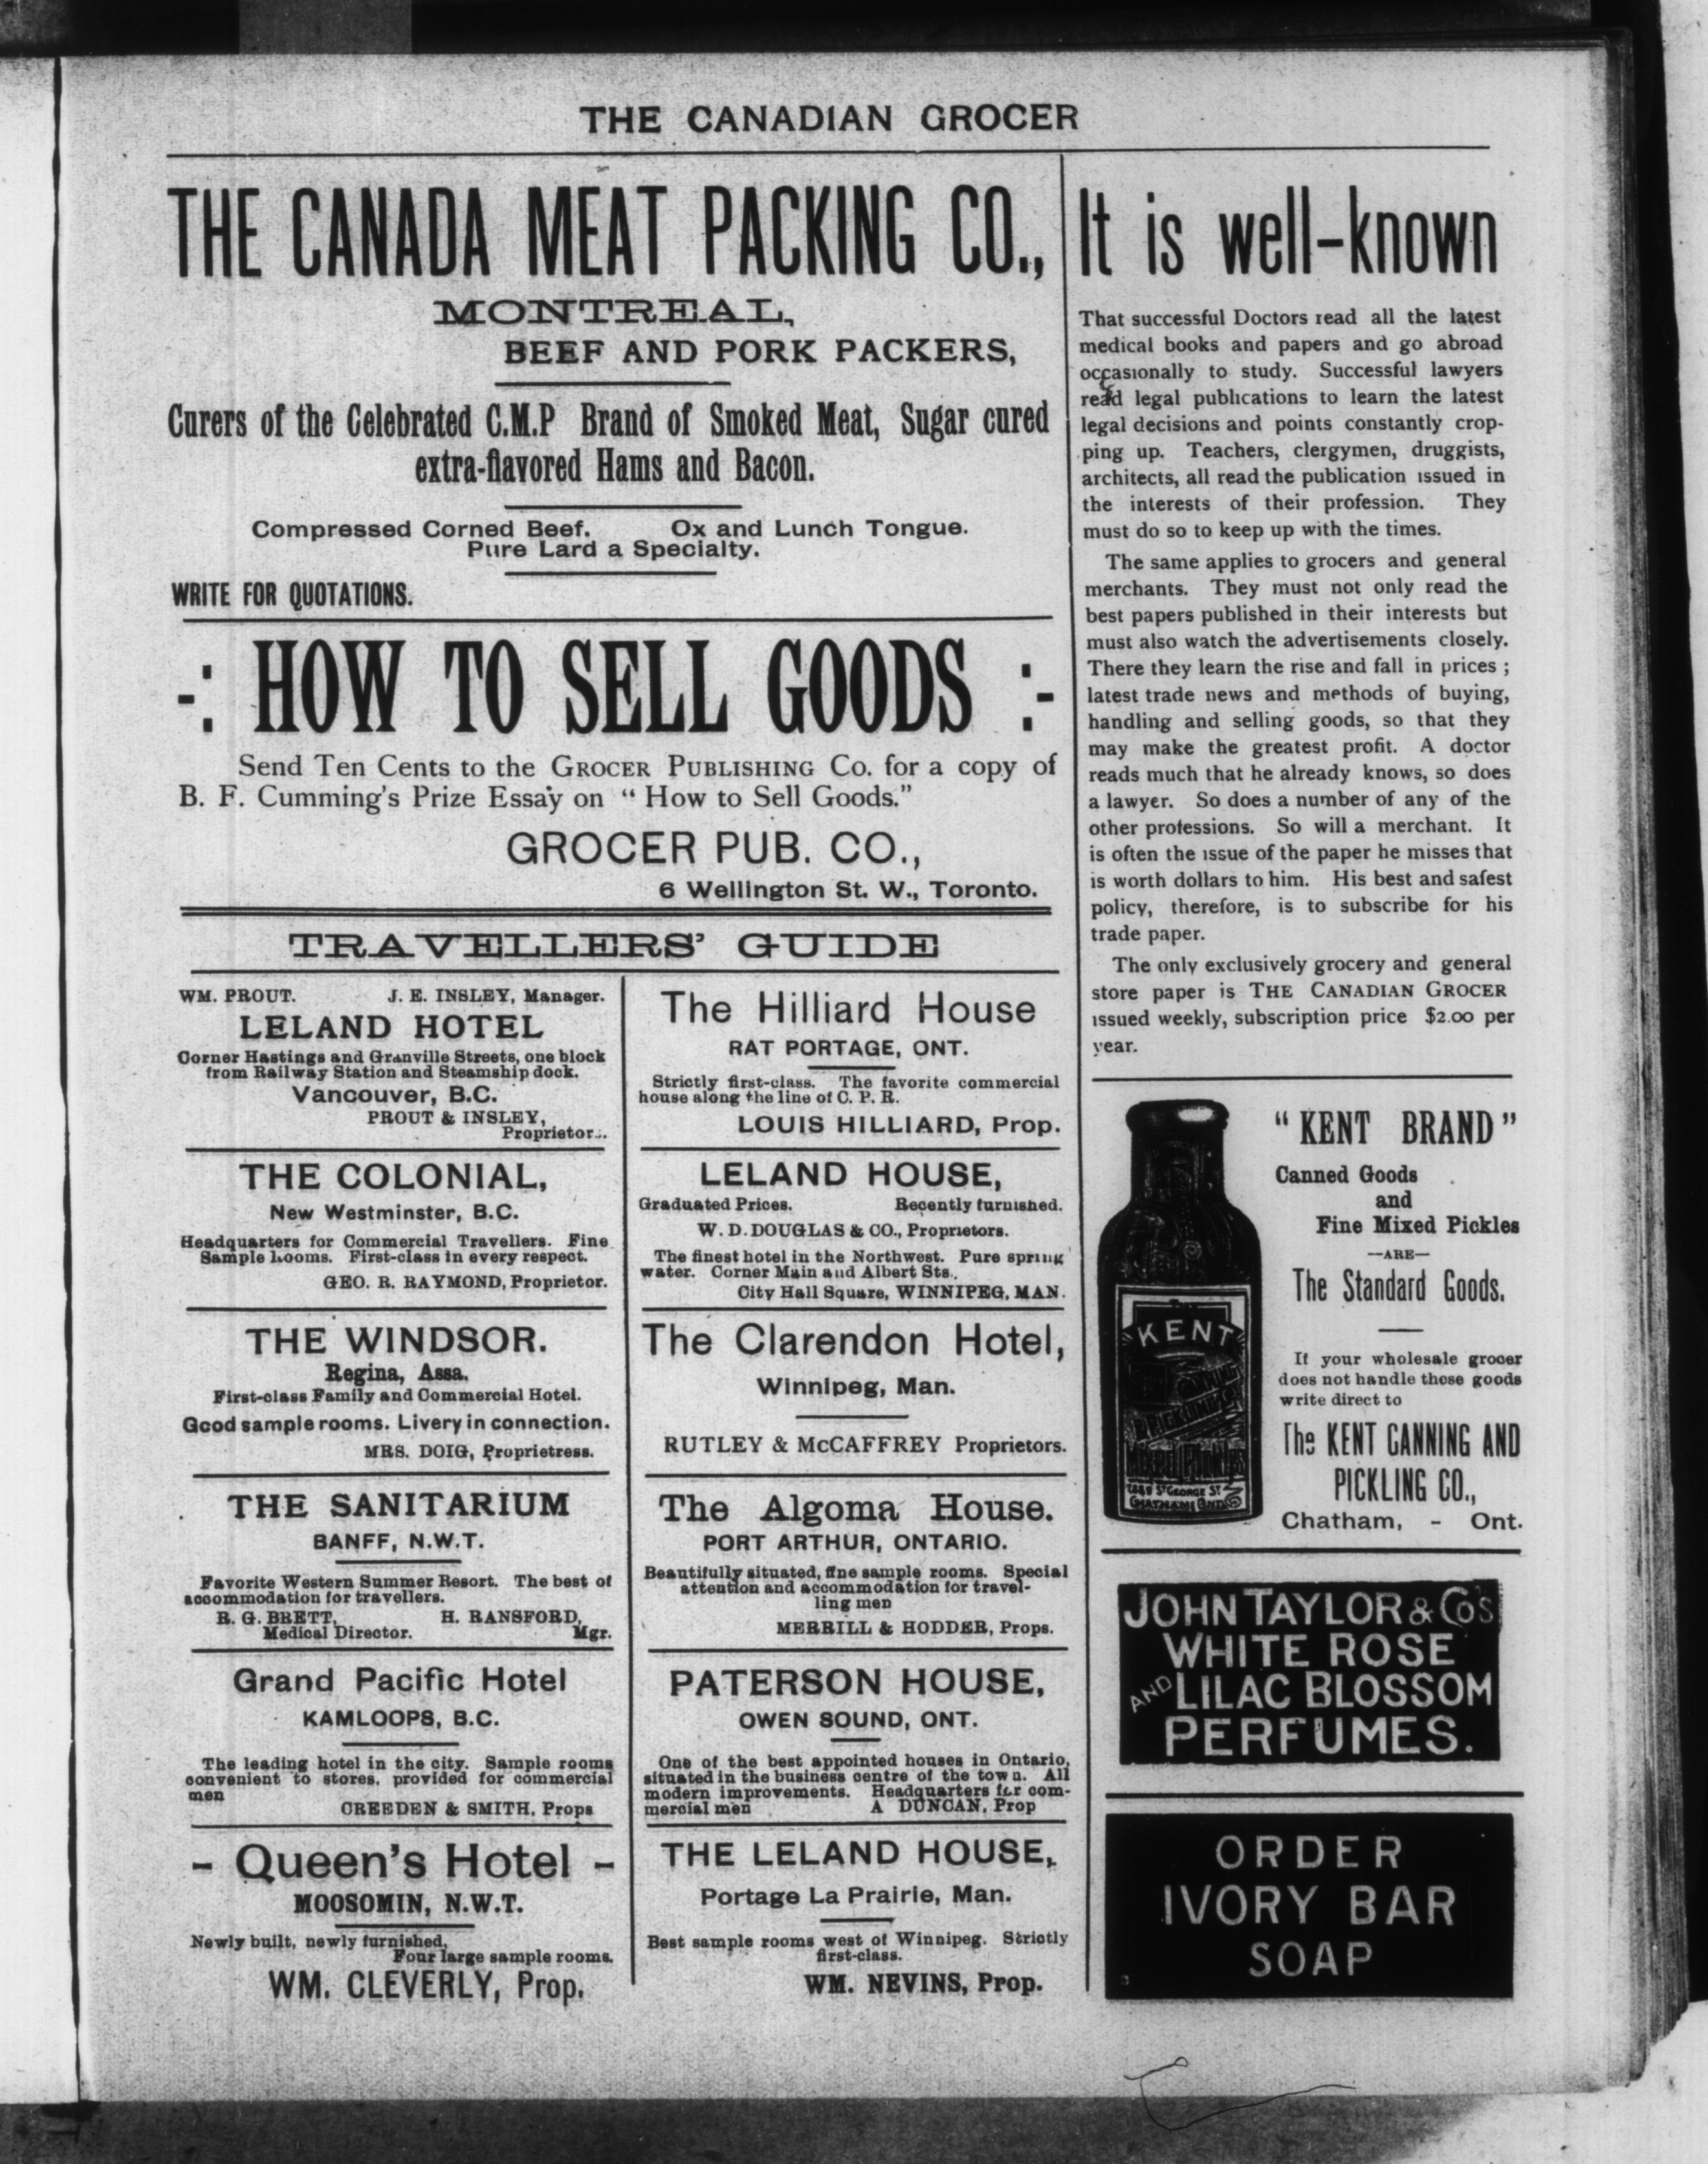 THE CANADIAN GROCER
THE CANADA MEAT PACKING CO.,
MONTREAL,
BEEF AND PORK PACKERS,
Curers of the Celebrated C.M.P Brand of Smoked Meat, Sugar cured
extra-flavored Hams and Bacon.
Compressed Corned Beef. Ox and Lunch Tongue.
Pure Lard a Specialty.
WRITE FOR QUOTATIONS.
-: HOW TO SELL GOODS :-
Send Ten Cents to the GROCER PUBLISHING Co. for a copy of
B. F. Cumming's Prize Essay on "How to Sell Goods."
GROCER PUB. CO.,
6 Wellington St. W., Toronto.
TRAVELLERS' GUIDE
WM. PROUT. J. E. INSLEY, Manager.
LELAND HOTEL
Corner Hastings and Granville Streets, one block
from Railway Station and Steamship dock.
Vancouver, B.C.
PROUT & INSLEY,
Proprietor..
THE COLONIAL,
New Westminster, B.C.
Headquarters for Commercial Travellers. Fine
Sample Rooms. First-class in every respect.
GEO. R. RAYMOND, Proprietor.
THE WINDSOR.
Regina, Assa.
First-class Family and Commercial Hotel.
Good sample rooms. Livery in connection.
MRS. DOIG, Proprietress.
THE SANITARIUM
BANFF, N.W.T.
Favorite Western Summer Resort. The best of
accommodation for travellers.
R. G. BRETT, H. RANSFORD,
Medical Director. Mgr.
Grand Pacific Hotel
KAMLOOPS, B.C.
The leading hotel in the city. Sample rooms
convenient to stores, provided for commercial
men
CREEDEN & SMITH, Props
- Queen's Hotel -
MOOSOMIN, N.W.T.
Newly built, newly furnished,
Four large sample rooms.
WM. CLEVERLY, Prop.
The Hilliard House
RAT PORTAGE, ONT.
Strictly first-class. The favorite commercial
house along the line of C. P. R.
LOUIS HILLIARD, Prop.
LELAND HOUSE,
Graduated Prices. Recently furnished.
W. D. DOUGLAS & CO., Proprietors.
The finest hotel in the Northwest. Pure spring
water. Corner Main and Albert Sts.,
City Hall Square, WINNIPEG, MAN.
The Clarendon Hotel,
Winnipeg, Man.
RUTLEY & McCAFFREY Proprietors.
The Algoma House.
PORT ARTHUR, ONTARIO.
Beautifully situated, fine sample rooms. Special
attention and accommodation for travel-
ling men
MERRILL & HODDER, Props.
PATERSON HOUSE,
OWEN SOUND, ONT.
One of the best appointed houses in Ontario,
situated in the business centre of the town. All
modern improvements. Headquarters for com-
mercial men A DUNCAN, Prop
THE LELAND HOUSE,
Portage La Prairie, Man.
Best sample rooms west of Winnipeg. Strictly
first-class.
WM. NEVINS, Prop.
It is well-known
That successful Doctors read all the latest
medical books and papers and go abroad
occasionally to study. Successful lawyers
read legal publications to learn the latest
legal decisions and points constantly crop-
ping up. Teachers, clergymen, druggists,
architects, all read the publication issued in
the interests of their profession. They
must do so to keep up with the times.
The same applies to grocers and general
merchants. They must not only read the
best papers published in their interests but
must also watch the advertisements closely.
There they learn the rise and fall in prices ;
latest trade news and methods of buying,
handling and selling goods, so that they
may make the greatest profit. A doctor
reads much that he already knows, so does
a lawyer. So does a number of any of the
other professions. So will a merchant. It
is often the issue of the paper he misses that
is worth dollars to him. His best and safest
policy, therefore, is to subscribe for his
trade paper.
The only exclusively grocery and general
store paper is THE CANADIAN GROCER
issued weekly, subscription price $2.00 per
year.
"KENT BRAND"
Canned Goods
and
Fine Mixed Pickles
—ARE—
The Standard Goods.
If your wholesale grocer
does not handle these goods
write direct to
The KENT CANNING AND
PICKLING CO.,
Chatham, - Ont.
KENT
CANNING
PICKLING CO
MIXED PICKLES
ST GEORGE ST
CHATHAM ONT
JOHN TAYLOR & Co's
WHITE ROSE
AND LILAC BLOSSOM
PERFUMES.
ORDER
IVORY BAR
SOAP